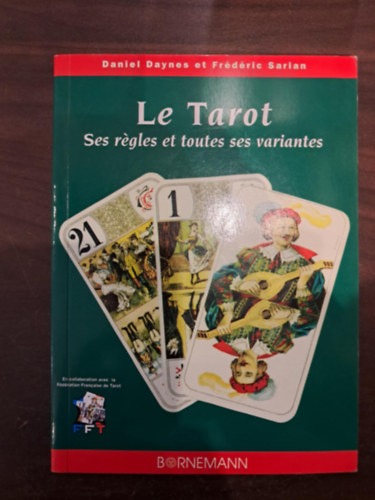 Daniel Daynes et Frédéric Sarian
Le Tarot
Ses règles et toutes ses variantes
21
1
En collaboration avec la
Fédération Française de Tarot
FFT
BORNEMANN